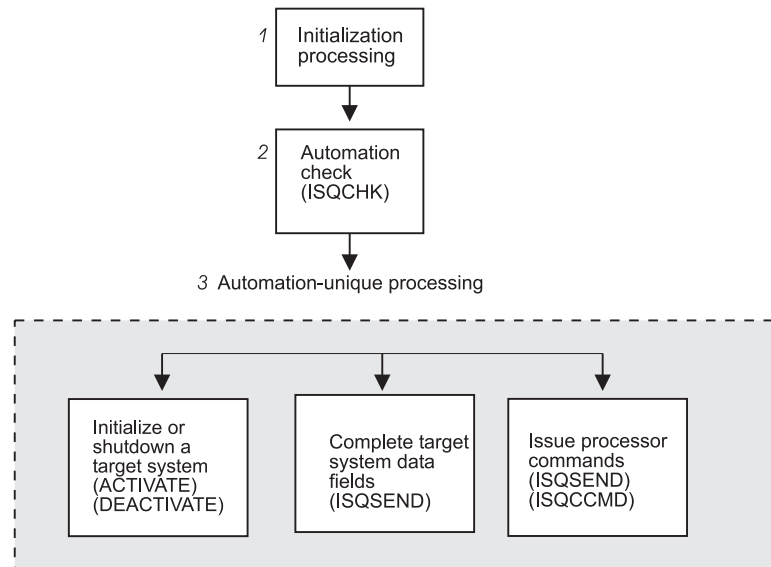 1 Initialization
processing
2 Automation
check
(ISQCHK)
3 Automation-unique processing
Initialize or
shutdown a
target system
(ACTIVATE)
(DEACTIVATE)
Complete target
system data
fields
(ISQSEND)
Issue processor
commands
(ISQSEND)
(ISQCCMD)